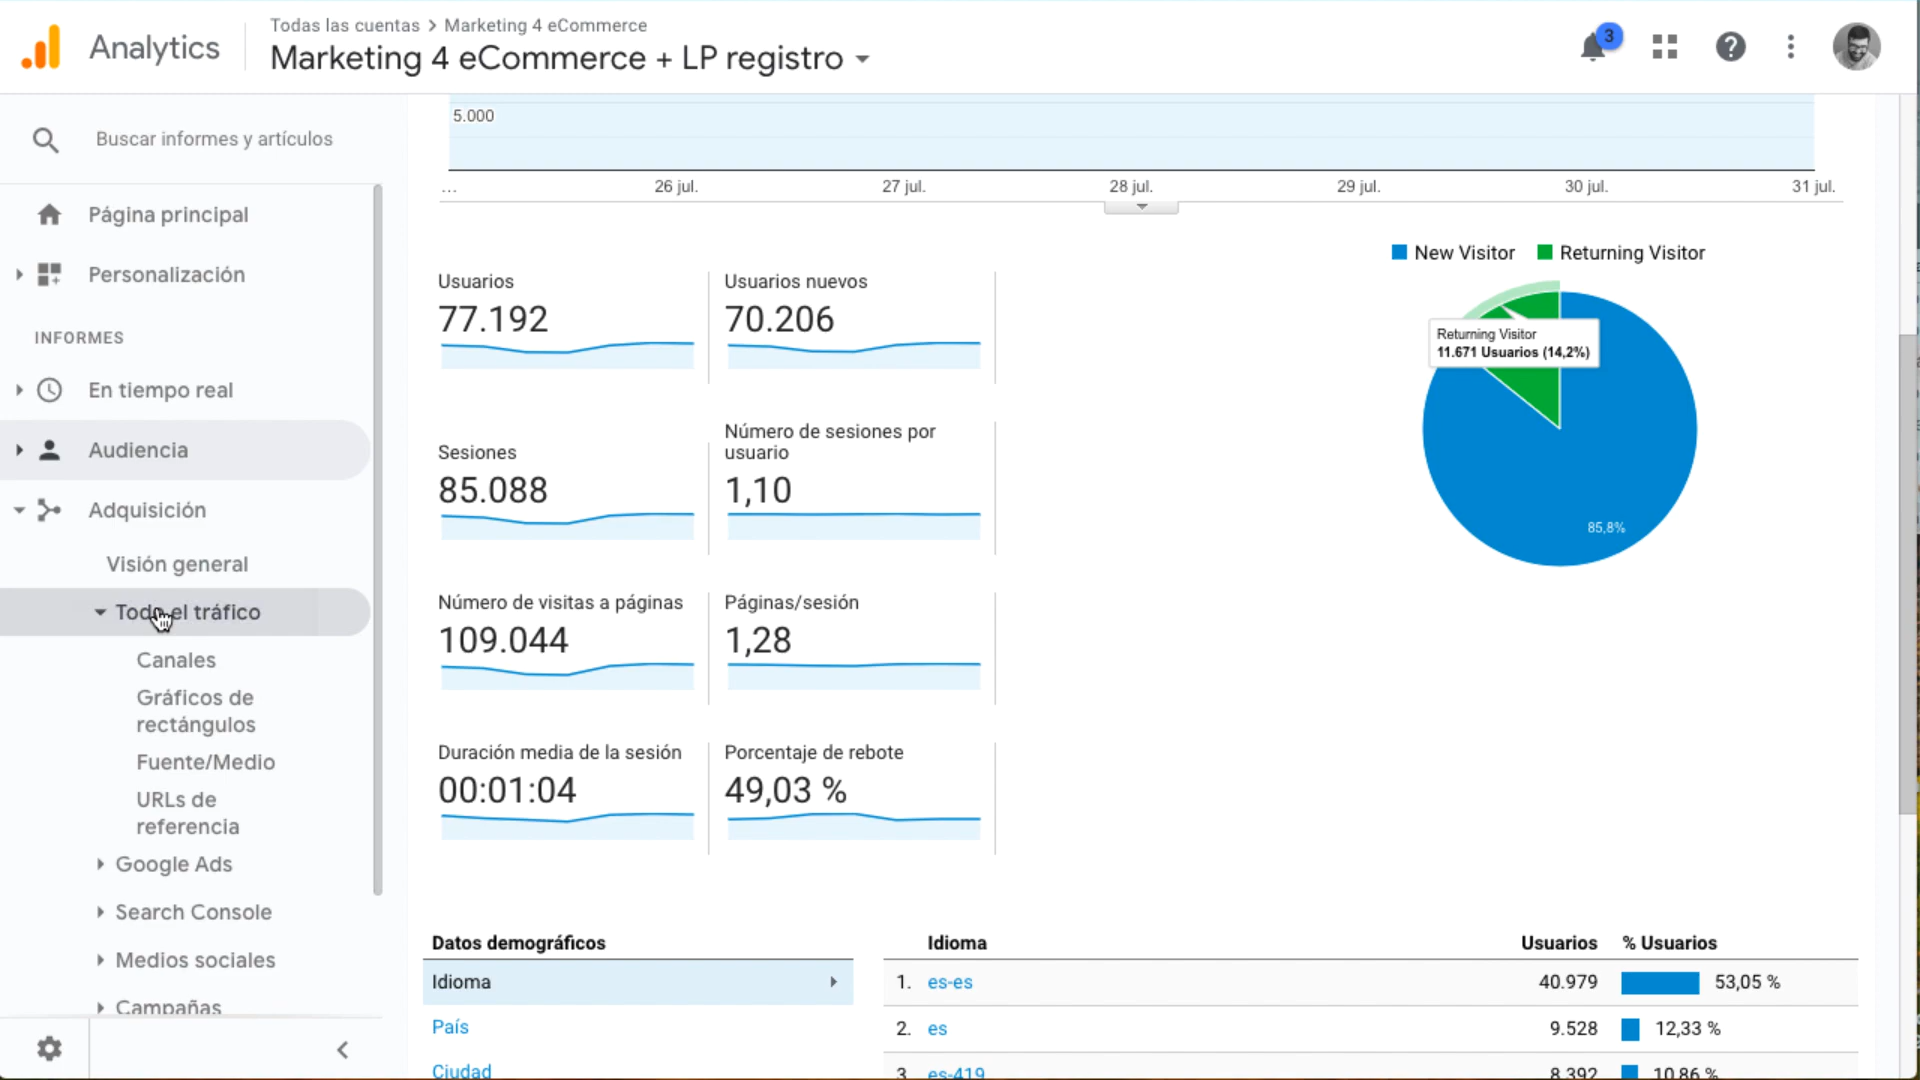 Analytics
Todas las cuentas > Marketing 4 eCommerce
Marketing 4 eCommerce + LP registro
3
Buscar informes y artículos
Página principal
Personalización
INFORMES
En tiempo real
Audiencia
Adquisición
Visión general
Todo el tráfico
Canales
Gráficos de
rectángulos
Fuente/Medio
URLs de
referencia
Google Ads
Search Console
Medios sociales
Campañas
5.000
... 26 jul. 27 jul. 28 jul. 29 jul. 30 jul. 31 jul.
New Visitor Returning Visitor
Returning Visitor
11.671 Usuarios (14,2%)
85,8%
Usuarios
77.192
Usuarios nuevos
70.206
Sesiones
85.088
Número de sesiones por
usuario
1,10
Número de visitas a páginas
109.044
Páginas/sesión
1,28
Duración media de la sesión
00:01:04
Porcentaje de rebote
49,03 %
Datos demográficos
Idioma
País
Ciudad
Idioma Usuarios % Usuarios
1. es-es 40.979 53,05 %
2. es 9.528 12,33 %
3. es-419 8.392 10,86 %